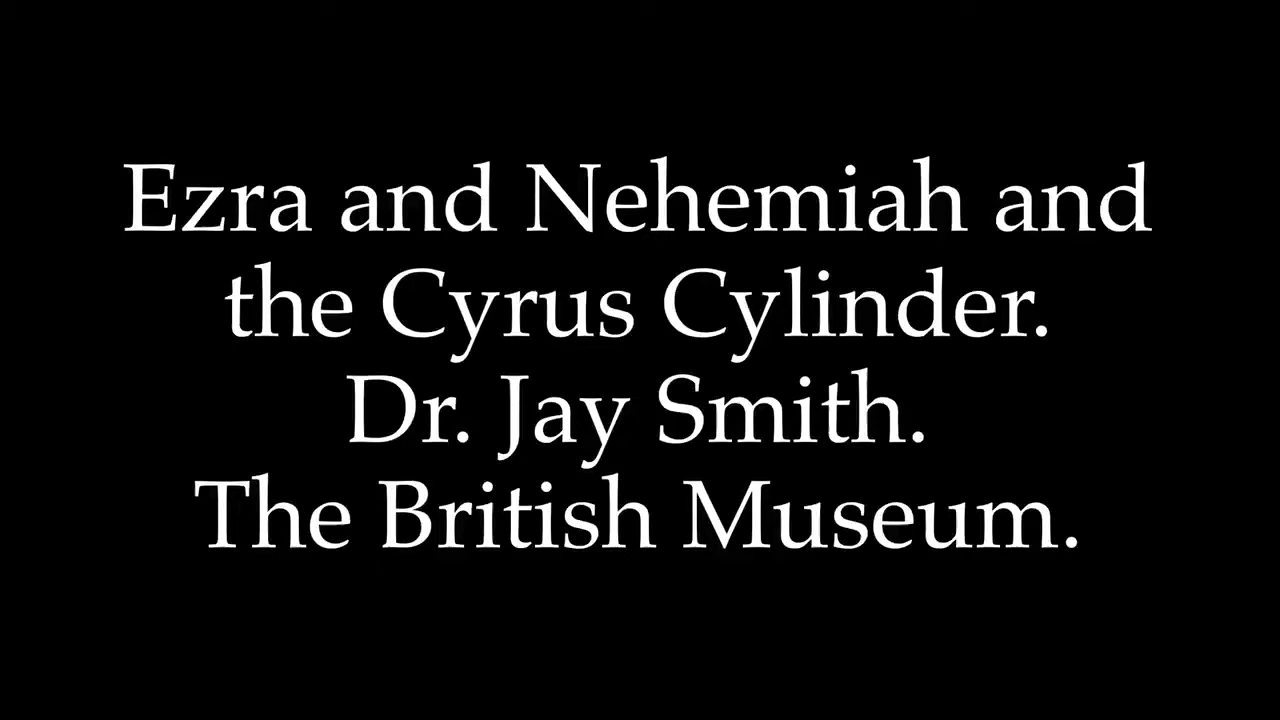 Ezra and Nehemiah and
the Cyrus Cylinder.
Dr. Jay Smith.
The British Museum.